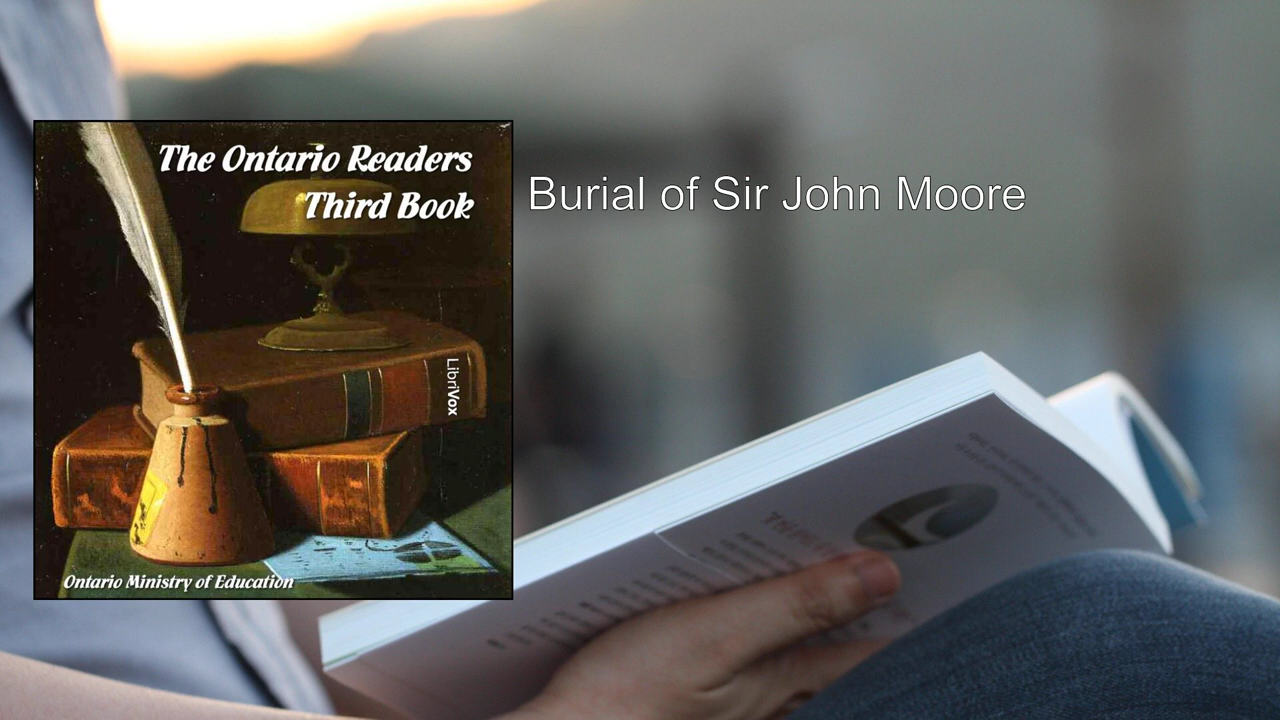 The Ontario Readers
Third Book
Burial of Sir John Moore
LibriVox
Ontario Ministry of Education